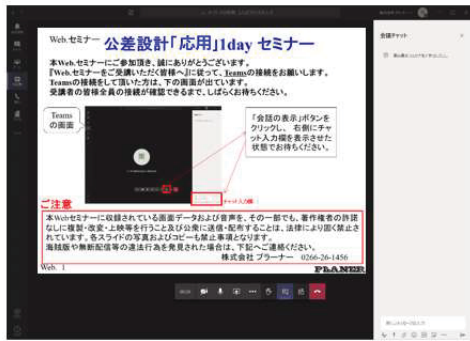 Web.セミナー 公差設計「応用」1day セミナー
本Web.セミナーにご参加頂き、誠にありがとうございます。
『Web.セミナーをご受講いただく皆様へ』に従って、Teamsの接続をお願いします。
Teamsの接続をして頂いた方は、下の画面が出ています。
受講者の皆様全員の接続が確認できるまで、しばらくお待ちください。
Teams
の画面
「会話の表示」ボタンを
クリックし、右側にチャ
ット入力欄を表示させた
状態でお待ちください。
チャット入力欄
ご注意
本Webセミナーに収録されている画面データおよび音声を、その一部でも、著作権者の許諾
なしに複製・改変・上映等を行うこと及び公衆に送信・配布することは、法律により固く禁止さ
れています。各スライドの写真およびコピーも禁止事項となります。
海賊版や無断配信等の違法行為を発見された場合は、下記へご連絡ください。
株式会社 プラーナー 0266-26-1456
Web. 1
PLANER
会議チャット